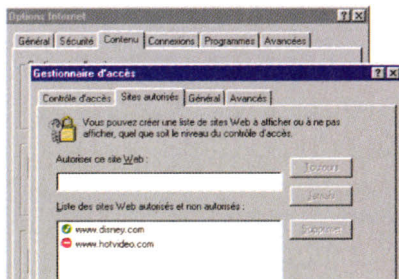 Options Internet
Général Sécurité Contenu Connexions Programmes Avancées
Gestionnaire d'accès
Contrôle d'accès Sites autorisés Général Avancés
Vous pouvez créer une liste de sites Web à afficher ou à ne pas
afficher, quel que soit le niveau du contrôle d'accès.
Autoriser ce site Web :
Toujours
Jamais
Liste des sites Web autorisés et non autorisés :
Supprimer
www.disney.com
www.hotvideo.com